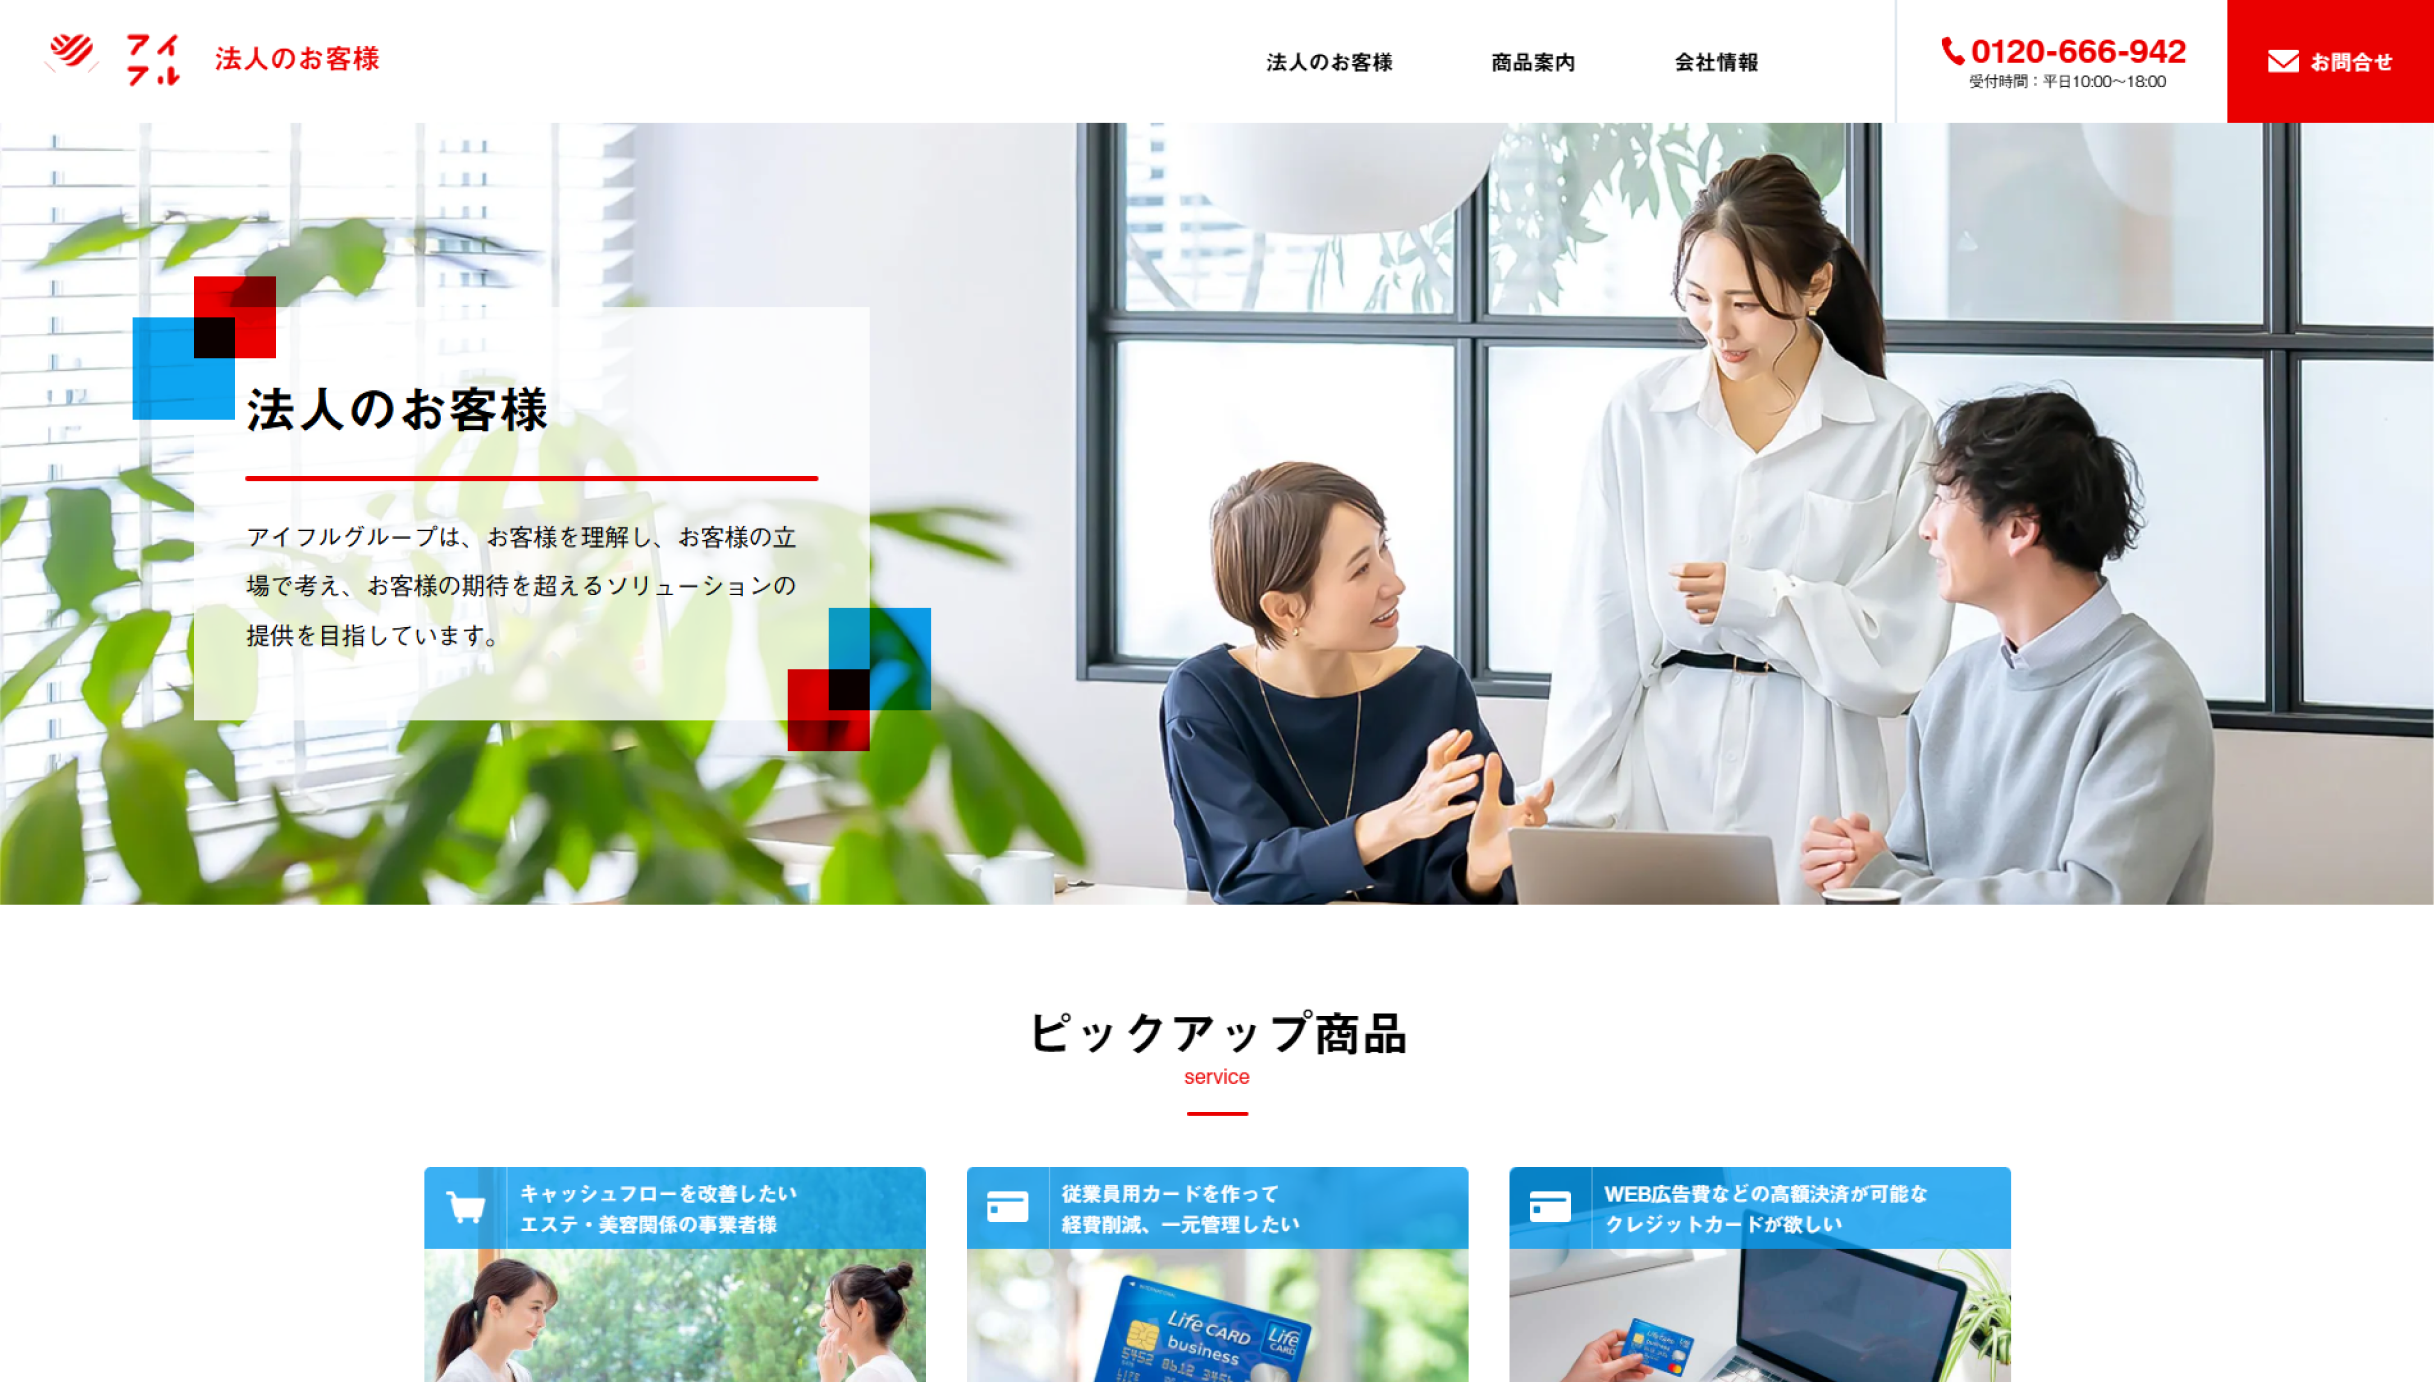 アイフル
法人のお客様
法人のお客様
商品案内
会社情報
0120-666-942
受付時間：平日10:00〜18:00
お問合せ
法人のお客様
アイフルグループは、お客様を理解し、お客様の立
場で考え、お客様の期待を超えるソリューションの
提供を目指しています。
ピックアップ商品
service
キャッシュフローを改善したい
エステ・美容関係の事業者様
従業員用カードを作って
経費削減、一元管理したい
WEB広告費などの高額決済が可能な
クレジットカードが欲しい
Life CARD
business
Life
CARD